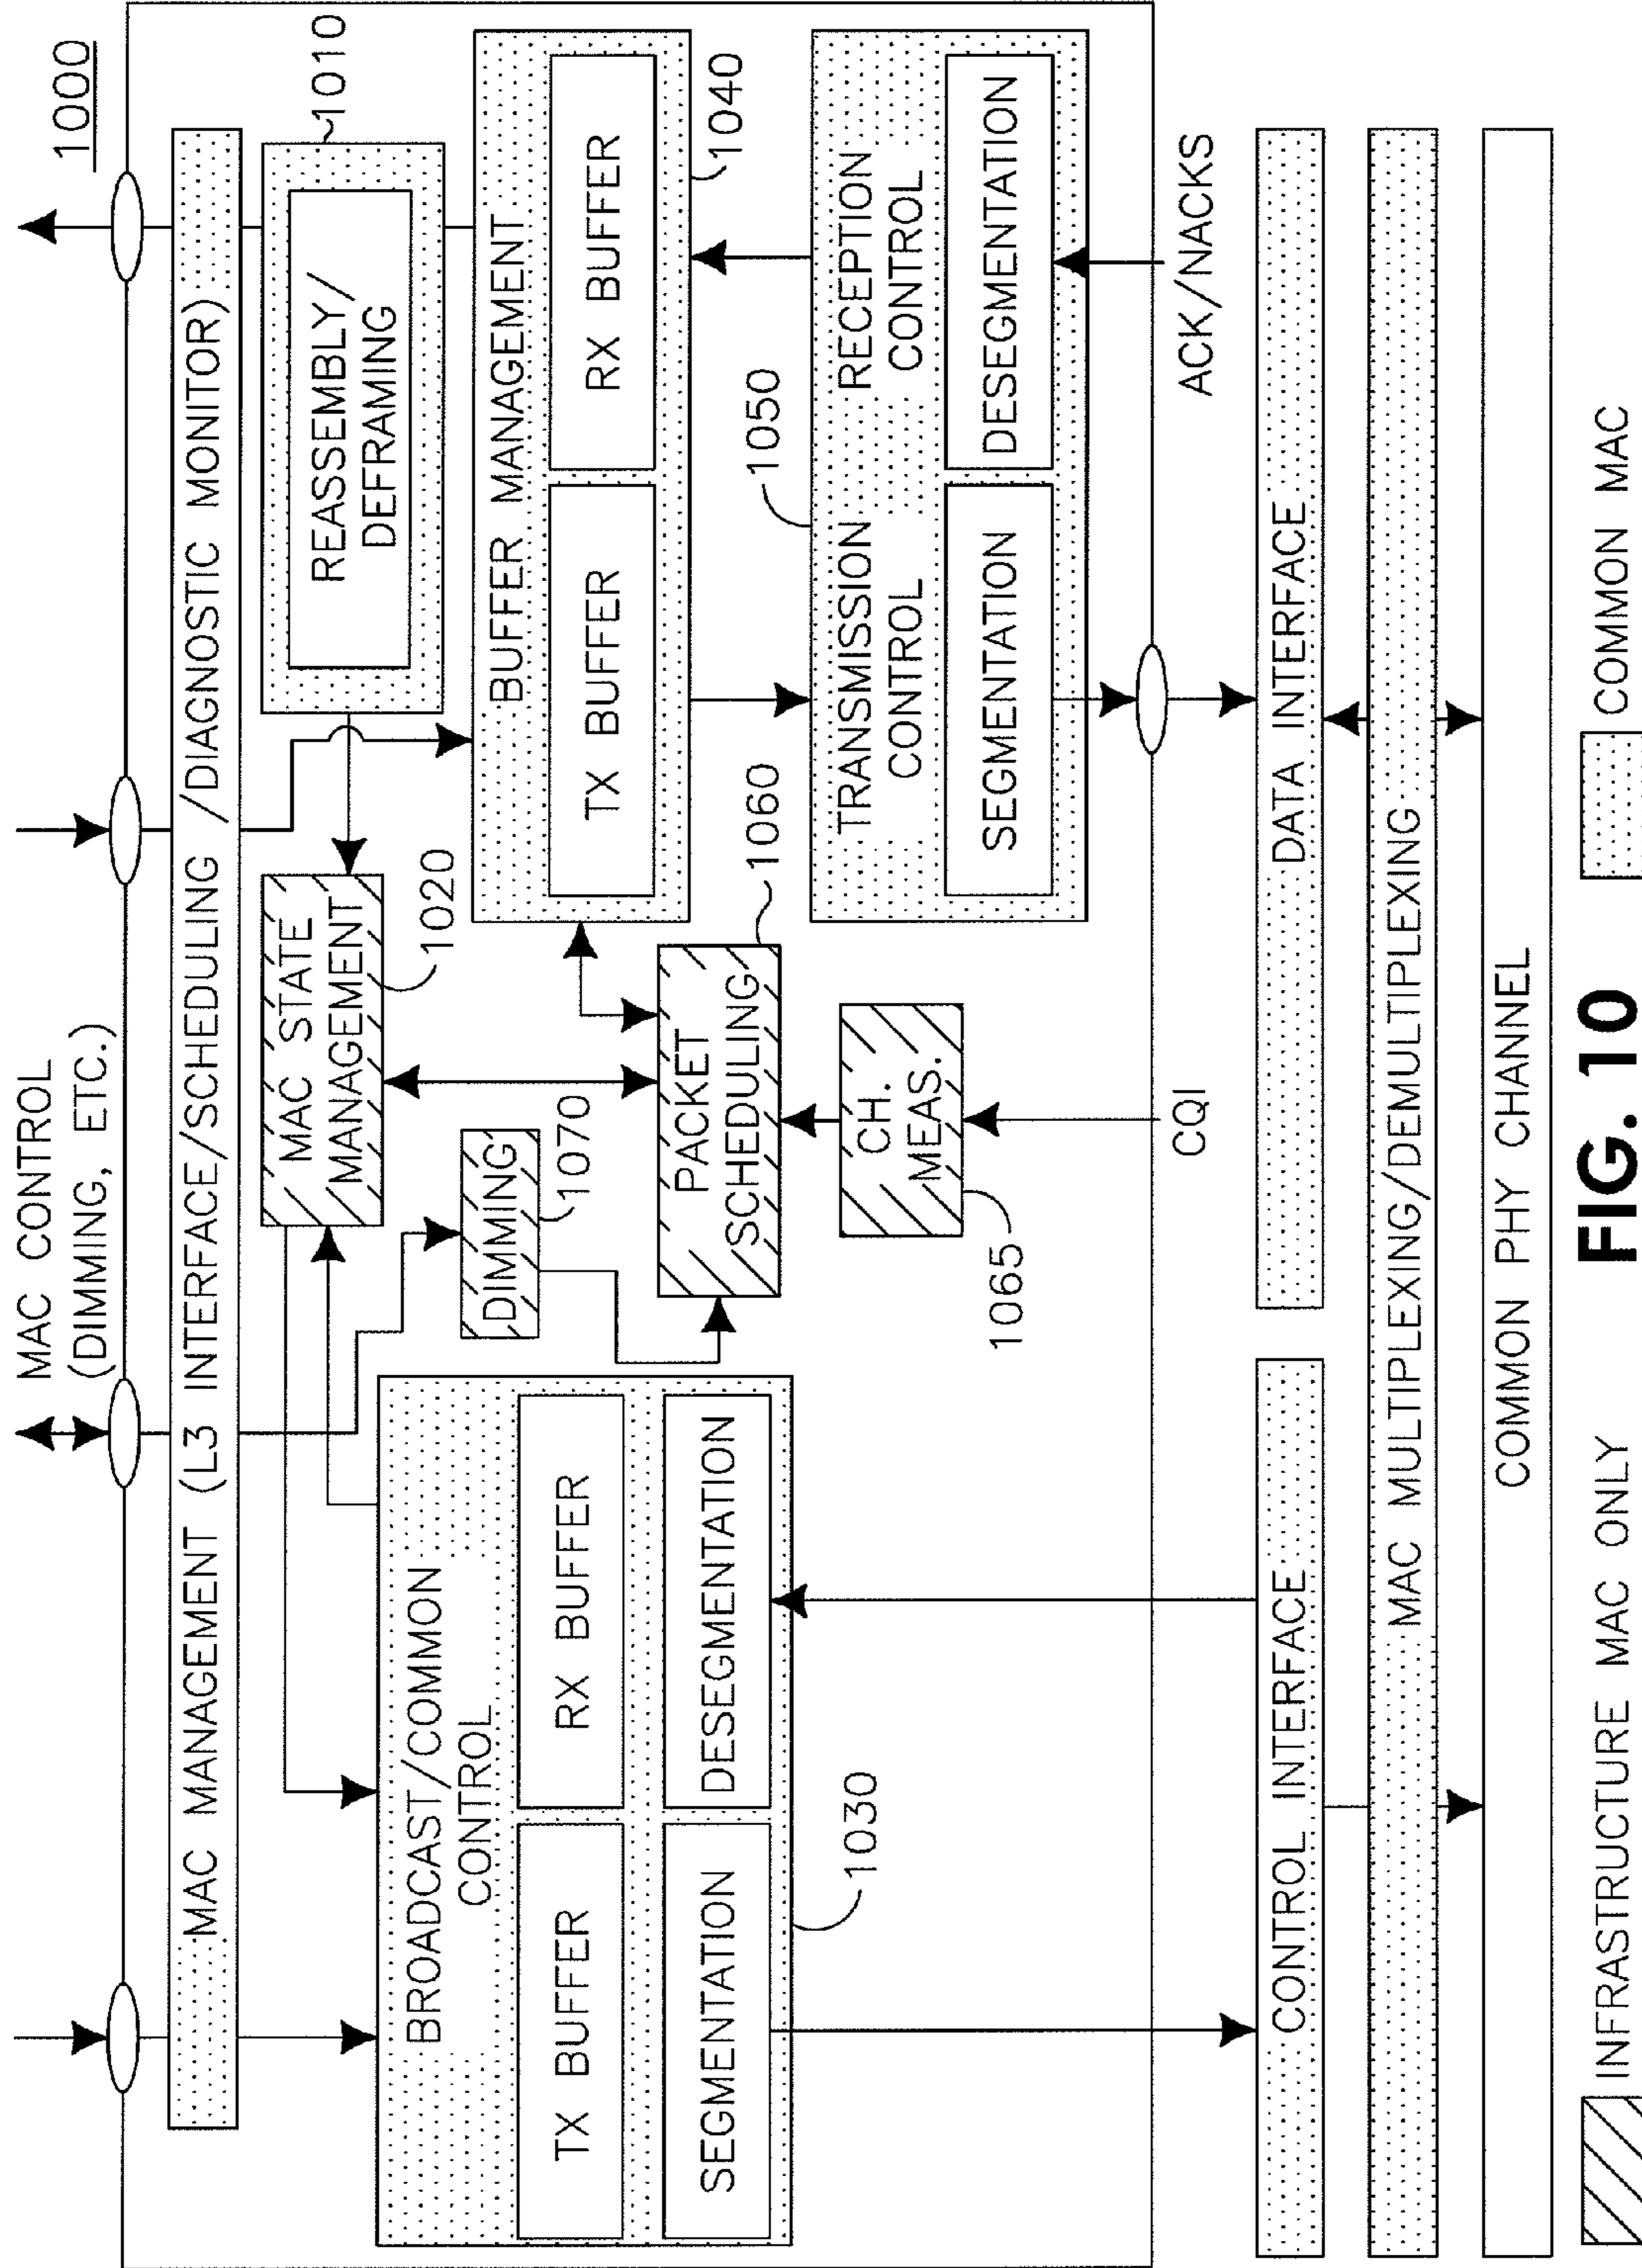 1000
MAC CONTROL
(DIMMING, ETC.)
MAC MANAGEMENT (L3 INTERFACE/SCHEDULING /DIAGNOSTIC MONITOR)
MAC STATE
MANAGEMENT
1020
REASSEMBLY/
DEFRAMING
1010
BROADCAST/COMMON
CONTROL
TX BUFFER
RX BUFFER
SEGMENTATION
DESEGMENTATION
1030
DIMMING
1070
BUFFER MANAGEMENT
TX BUFFER
RX BUFFER
1040
PACKET
SCHEDULING
1060
CH.
MEAS.
1065
1050
TRANSMISSION
CONTROL
RECEPTION
CONTROL
SEGMENTATION
DESEGMENTATION
CQI
ACK/NACKS
CONTROL INTERFACE
DATA INTERFACE
MAC MULTIPLEXING/DEMULTIPLEXING
COMMON PHY CHANNEL
INFRASTRUCTURE MAC ONLY
COMMON MAC
FIG. 10